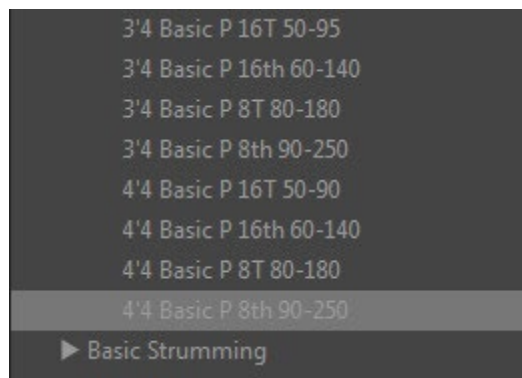 3'4 Basic P 16T 50-95
3'4 Basic P 16th 60-140
3'4 Basic P 8T 80-180
3'4 Basic P 8th 90-250
4'4 Basic P 16T 50-90
4'4 Basic P 16th 60-140
4'4 Basic P 8T 80-180
4'4 Basic P 8th 90-250
Basic Strumming